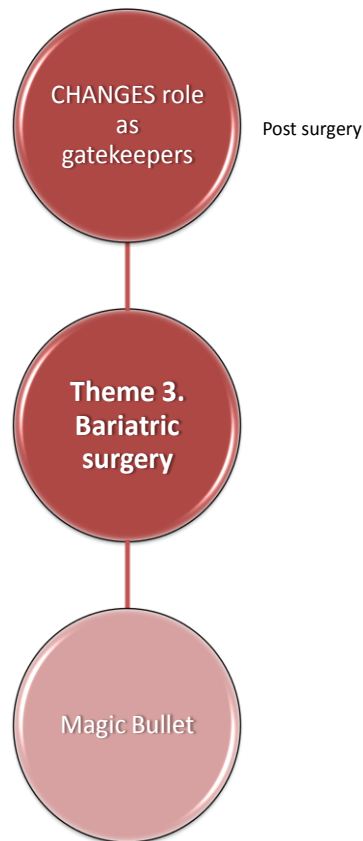 CHANGES role
as
gatekeepers
Post surgery
Theme 3.
Bariatric
surgery
Magic Bullet